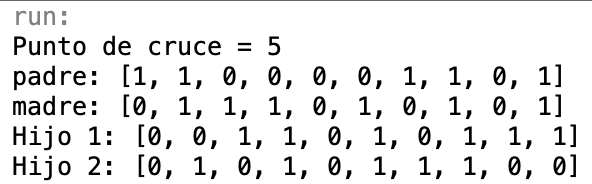 run:
Punto de cruce = 5
padre: [1, 1, 0, 0, 0, 0, 1, 1, 0, 1]
madre: [0, 1, 1, 1, 0, 1, 0, 1, 0, 1]
Hijo 1: [0, 0, 1, 1, 0, 1, 0, 1, 1, 1]
Hijo 2: [0, 1, 0, 1, 0, 1, 1, 1, 0, 0]